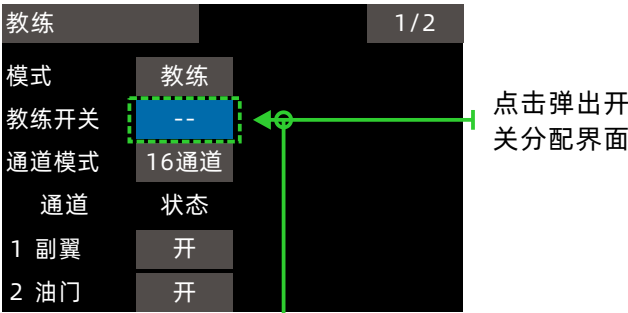 教练 1/2
模式 教练
教练开关 --
通道模式 16通道
通道 状态
1 副翼 开
2 油门 开
点击弹出开
关分配界面